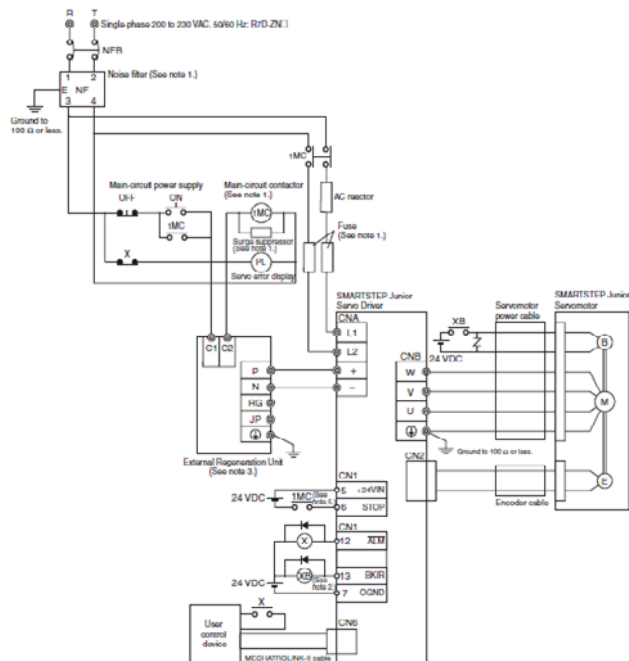 R T
Single-phase 200 to 230 VAC, 50/60 Hz: R7D-ZN□
NFB
1 2
Noise filter (See note 1.)
E NF
3 4
Ground to
100 Ω or less.
1MC
Main-circuit power supply
OFF ON
1MC
X
Main-circuit contactor
(See note 1.)
1MC
Surge suppressor
(See note 1.)
PL
Servo error display
AC reactor
Fuse
(See note 1.)
SMARTSTEP Junior
Servo Driver
CNA
L1
L2
+
−
C1 C2
P
N
RG
JP
External Regeneration Unit
(See note 3.)
XB
24 VDC
Servomotor
power cable
SMARTSTEP Junior
Servomotor
B
CNB
W
V
U
M
Ground to 100 Ω or less.
CN2
E
Encoder cable
CN1
24 VDC
1MC (See note 1.)
5 +24VIN
6 STOP
CN1
X
12 ALM
XB (See note 2.)
13 BKIR
24 VDC
7 OGND
X
User
control
device
CN6
MECHATROLINK-II cable